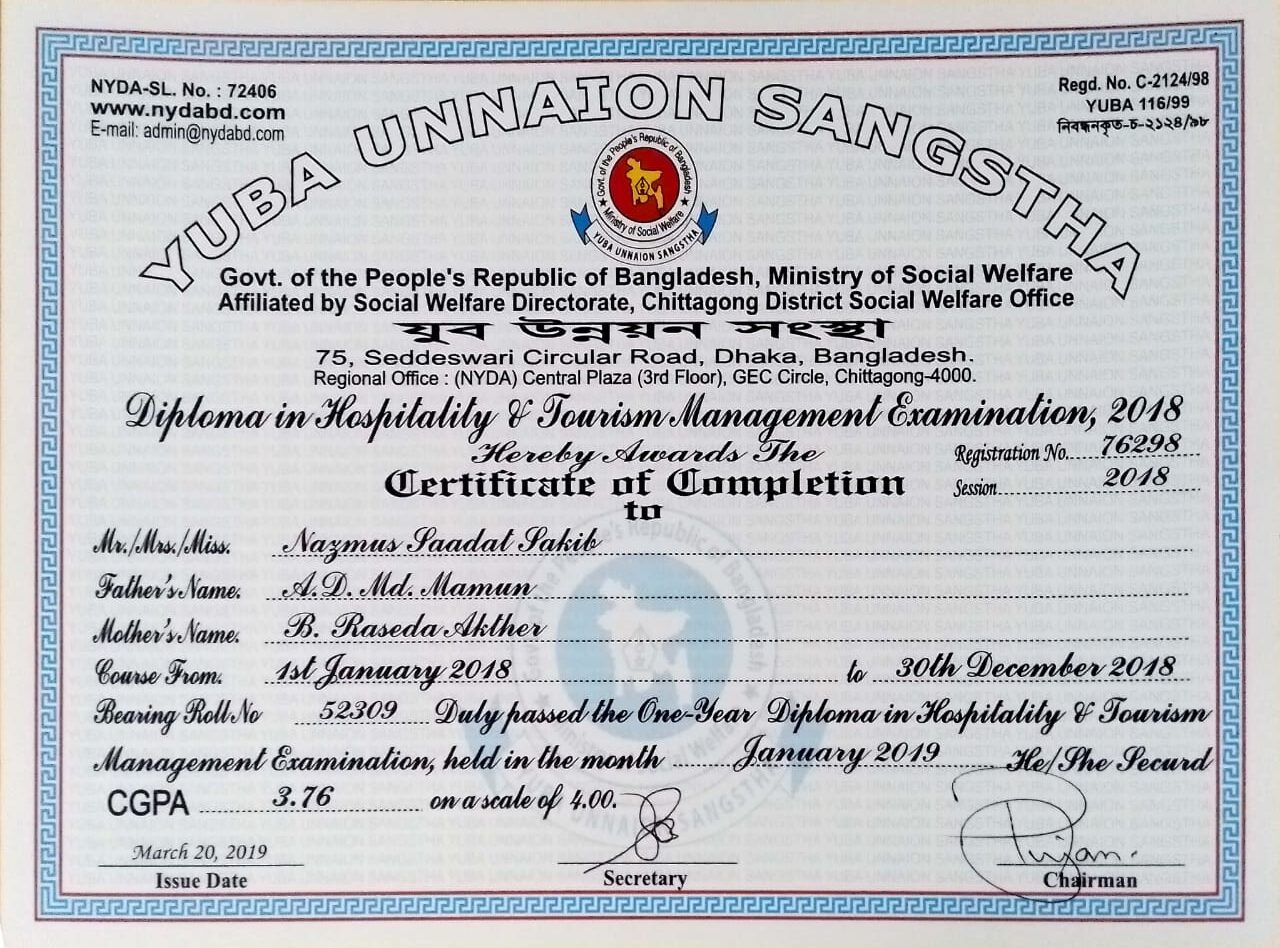 NYDA-SL. No. : 72406
www.nydabd.com
E-mail: admin@nydabd.com
Regd. No. C-2124/98
YUBA 116/99
নিবন্ধনকৃত-চ-২১২৪/৯৮
YUBA UNNAION SANGSTHA
Govt. of the People's Republic of Bangladesh
Ministry of Social Welfare
YUBA UNNAION SANGSTHA
Govt. of the People's Republic of Bangladesh, Ministry of Social Welfare
Affiliated by Social Welfare Directorate, Chittagong District Social Welfare Office
যুব উন্নয়ন সংস্থা
75, Seddeswari Circular Road, Dhaka, Bangladesh.
Regional Office : (NYDA) Central Plaza (3rd Floor), GEC Circle, Chittagong-4000.
Diploma in Hospitality & Tourism Management Examination, 2018
Hereby Awards The
Registration No. 76298
Certificate of Completion
Session 2018
to
Mr./Mrs./Miss. Nazmus Saadat Sakib
Father's Name. A.D. Md. Mamun
Mother's Name. B. Raseda Akther
Course From. 1st January 2018 to 30th December 2018
Bearing Roll No 52309 Duly passed the One-Year Diploma in Hospitality & Tourism
Management Examination, held in the month January 2019 He/She Securd
CGPA 3.76 on a scale of 4.00.
March 20, 2019
Issue Date
Secretary
Chairman